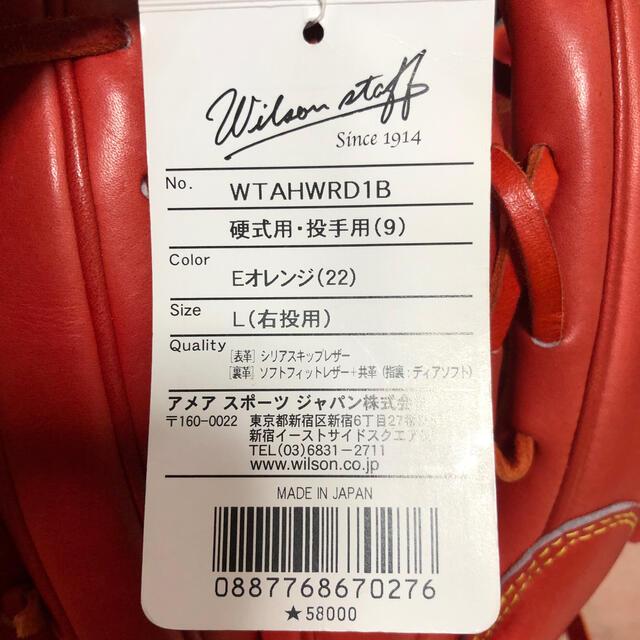 Wilson staff
Since 1914
No. WTAHWRD1B
硬式用・投手用(9)
Color
Eオレンジ(22)
Size L(右投用)
Quality
[表革] シリアスキップレザー
[裏革] ソフトフィットレザー+共革 (指裏:ディアソフト)
アメア スポーツ ジャパン株式会
〒160-0022 東京都新宿区新宿6丁目27
新宿イーストサイドスクエア
TEL(03)6831-2711
www.wilson.co.jp
MADE IN JAPAN
0887768670276
★58000